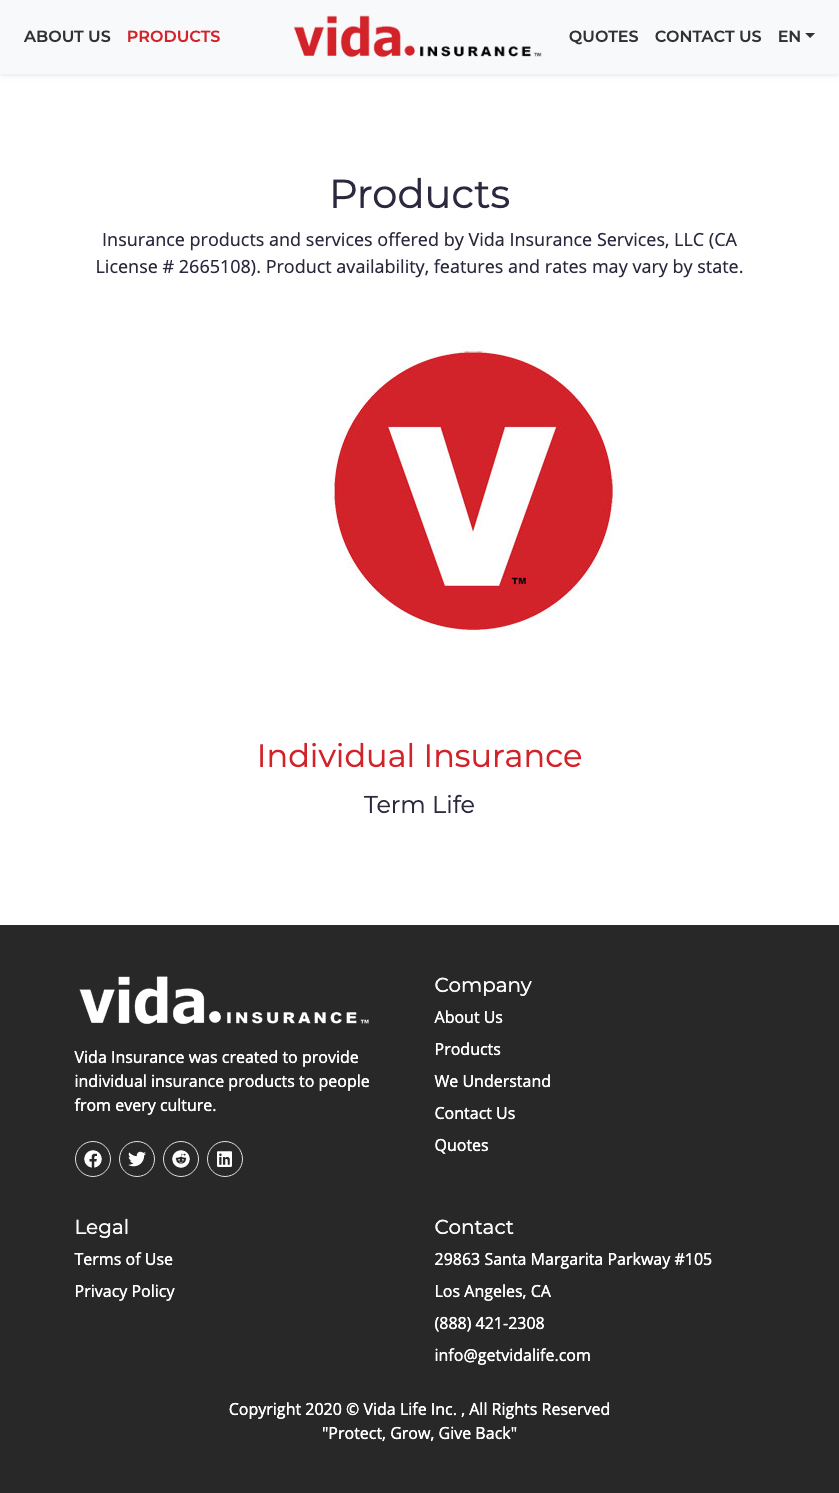 ABOUT US PRODUCTS vida.INSURANCE™ QUOTES CONTACT US EN
Products
Insurance products and services offered by Vida Insurance Services, LLC (CA
License # 2665108). Product availability, features and rates may vary by state.
V™
Individual Insurance
Term Life
vida.INSURANCE™
Vida Insurance was created to provide
individual insurance products to people
from every culture.
Company
About Us
Products
We Understand
Contact Us
Quotes
Legal
Terms of Use
Privacy Policy
Contact
29863 Santa Margarita Parkway #105
Los Angeles, CA
(888) 421-2308
info@getvidalife.com
Copyright 2020 © Vida Life Inc. , All Rights Reserved
"Protect, Grow, Give Back"